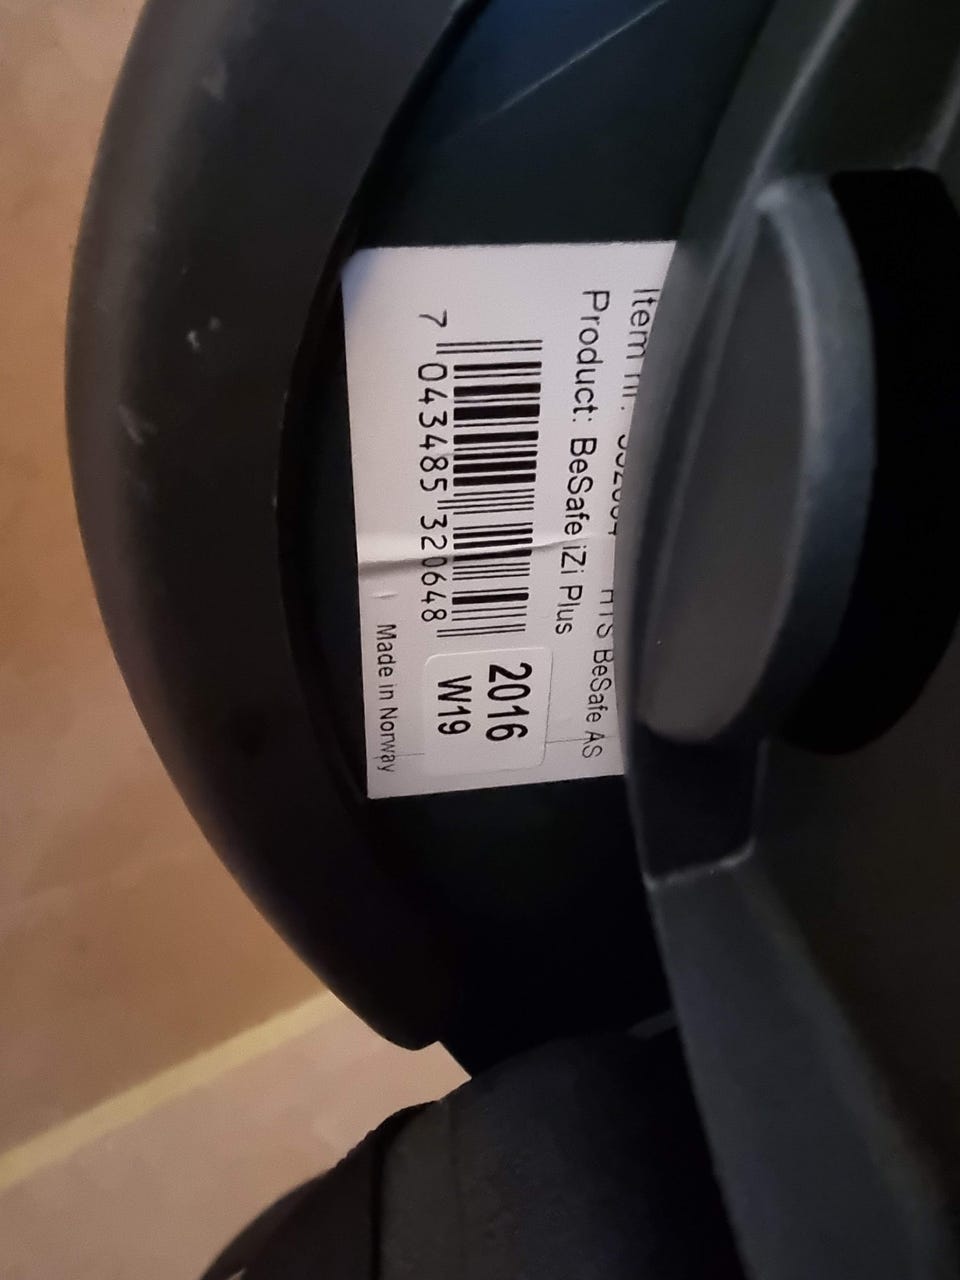 Item nr. HTS BeSafe AS
Product: BeSafe iZi Plus
7 043485 320648
2016
W19
Made in Norway